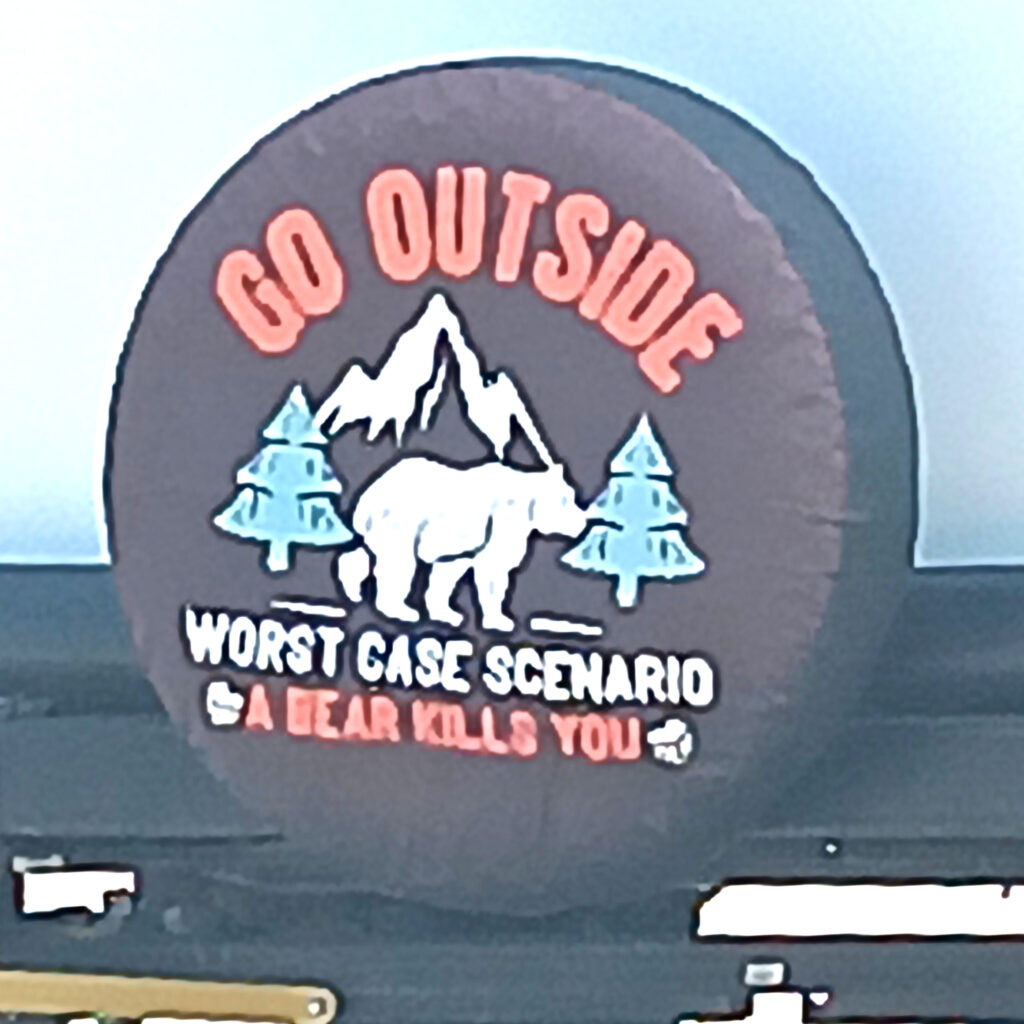 GO OUTSIDE
WORST CASE SCENARIO
A BEAR KILLS YOU